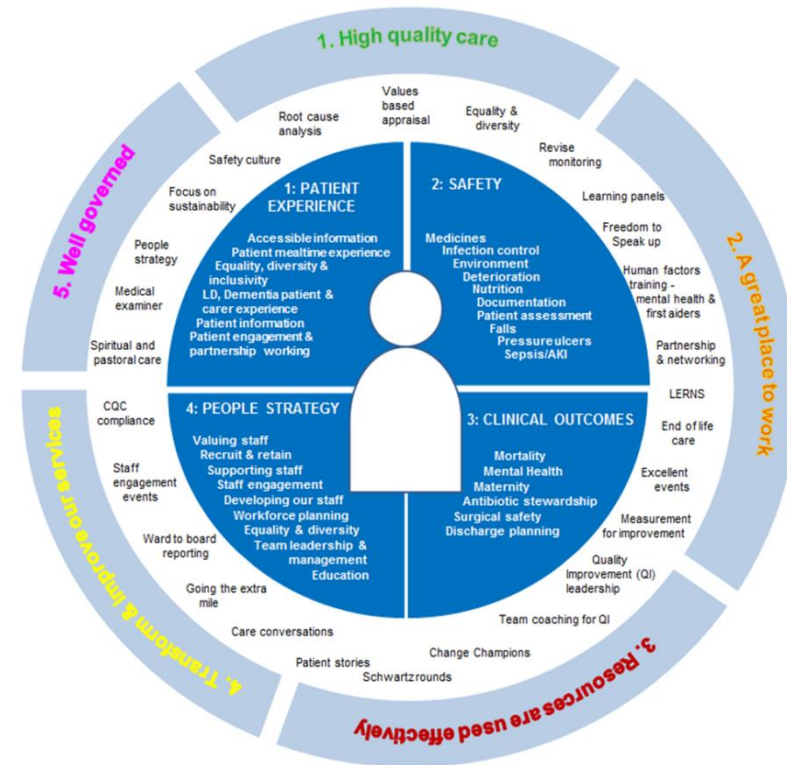 1. High quality care
2. A great place to work
3. Resources are used effectively
4. Transform & Improve our services
5. Well governed
Values
based
appraisal
Equality &
diversity
Revise
monitoring
Learning panels
Freedom to
Speak up
Human factors
training -
mental health &
first aiders
Partnership
& networking
LERNS
End of life
care
Excellent
events
Measurement
for improvement
Quality
Improvement (QI)
leadership
Team coaching for QI
Change Champions
Schwartz rounds
Patient stories
Care conversations
Going the extra
mile
Ward to board
reporting
Staff
engagement
events
CQC
compliance
Spiritual and
pastoral care
Medical
examiner
People
strategy
Focus on
sustainability
Safety culture
Root cause
analysis
1: PATIENT
EXPERIENCE
Accessible information
Patient mealtime experience
Equality, diversity &
inclusivity
LD, Dementia patient &
carer experience
Patient information
Patient engagement &
partnership working
2: SAFETY
Medicines
Infection control
Environment
Deterioration
Nutrition
Documentation
Patient assessment
Falls
Pressure ulcers
Sepsis/AKI
3: CLINICAL OUTCOMES
Mortality
Mental Health
Maternity
Antibiotic stewardship
Surgical safety
Discharge planning
4: PEOPLE STRATEGY
Valuing staff
Recruit & retain
Supporting staff
Staff engagement
Developing our staff
Workforce planning
Equality & diversity
Team leadership &
management
Education